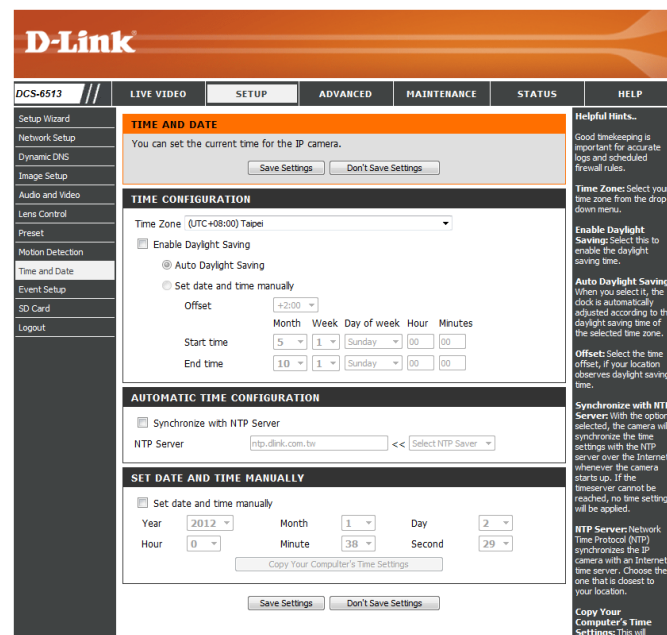 D-Link
DCS-6513 LIVE VIDEO SETUP ADVANCED MAINTENANCE STATUS HELP
Setup Wizard
Network Setup
Dynamic DNS
Image Setup
Audio and Video
Lens Control
Preset
Motion Detection
Time and Date
Event Setup
SD Card
Logout
TIME AND DATE
You can set the current time for the IP camera.
Save Settings Don't Save Settings
TIME CONFIGURATION
Time Zone (UTC+08:00) Taipei
Enable Daylight Saving
Auto Daylight Saving
Set date and time manually
Offset +2:00
Month Week Day of week Hour Minutes
Start time 5 1 Sunday 00 00
End time 10 1 Sunday 00 00
AUTOMATIC TIME CONFIGURATION
Synchronize with NTP Server
NTP Server ntp.dlink.com.tw << Select NTP Saver
SET DATE AND TIME MANUALLY
Set date and time manually
Year 2012 Month 1 Day 2
Hour 0 Minute 38 Second 29
Copy Your Compulter's Time Settings
Save Settings Don't Save Settings
Helpful Hints..
Good timekeeping is
important for accurate
logs and scheduled
firewall rules.
Time Zone: Select you
time zone from the drop-
down menu.
Enable Daylight
Saving: Select this to
enable the daylight
saving time.
Auto Daylight Saving
When you select it, the
clock is automatically
adjusted according to th
daylight saving time of
the selected time zone.
Offset: Select the time
offset, if your location
observes daylight saving
time.
Synchronize with NTP
Server: With the option
selected, the camera will
synchronize the time
settings with the NTP
server over the Internet
whenever the camera
starts up. If the
timeserver cannot be
reached, no time setting
will be applied.
NTP Server: Network
Time Protocol (NTP)
synchronizes the IP
camera with an Internet
time server. Choose the
one that is closest to
your location.
Copy Your
Computer's Time
Settings: This will